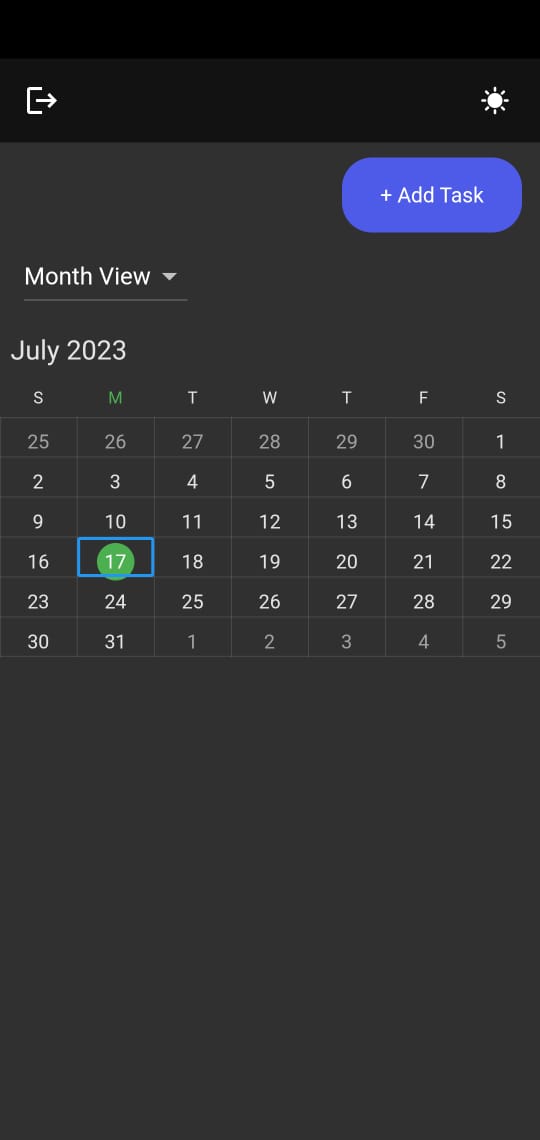 + Add Task
Month View
July 2023
S M T W T F S
25 26 27 28 29 30 1
2 3 4 5 6 7 8
9 10 11 12 13 14 15
16 17 18 19 20 21 22
23 24 25 26 27 28 29
30 31 1 2 3 4 5